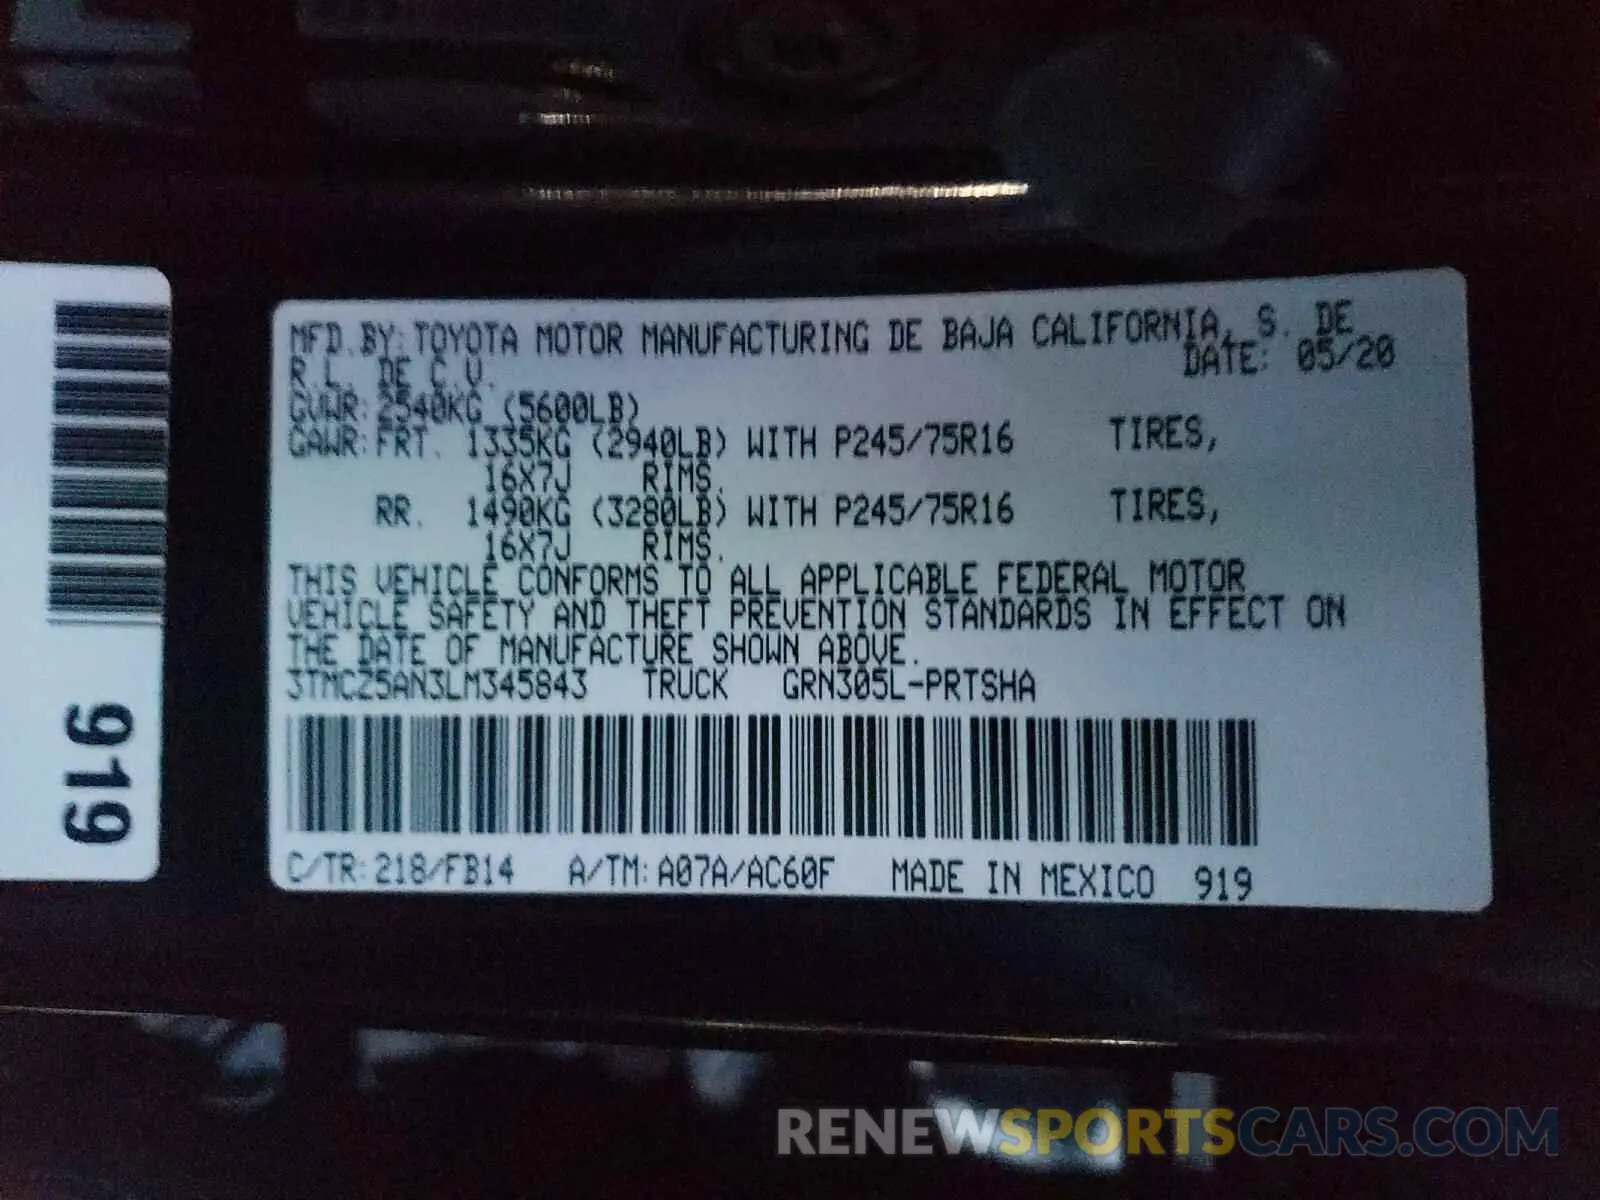 MFD. BY: TOYOTA MOTOR MANUFACTURING DE BAJA CALIFORNIA, S. DE
R.L. DE C.V. DATE: 05/20
GVWR: 2540KG (5600LB)
GAWR: FRT. 1335KG (2940LB) WITH P245/75R16 TIRES,
16X7J RIMS.
RR. 1490KG (3280LB) WITH P245/75R16 TIRES,
16X7J RIMS.
THIS VEHICLE CONFORMS TO ALL APPLICABLE FEDERAL MOTOR
VEHICLE SAFETY AND THEFT PREVENTION STANDARDS IN EFFECT ON
THE DATE OF MANUFACTURE SHOWN ABOVE.
3TMCZ5AN3LM345843 TRUCK GRN305L-PRTSHA
C/TR: 218/FB14 A/TM: A07A/AC60F MADE IN MEXICO 919
919
RENEWSPORTSCARS.COM